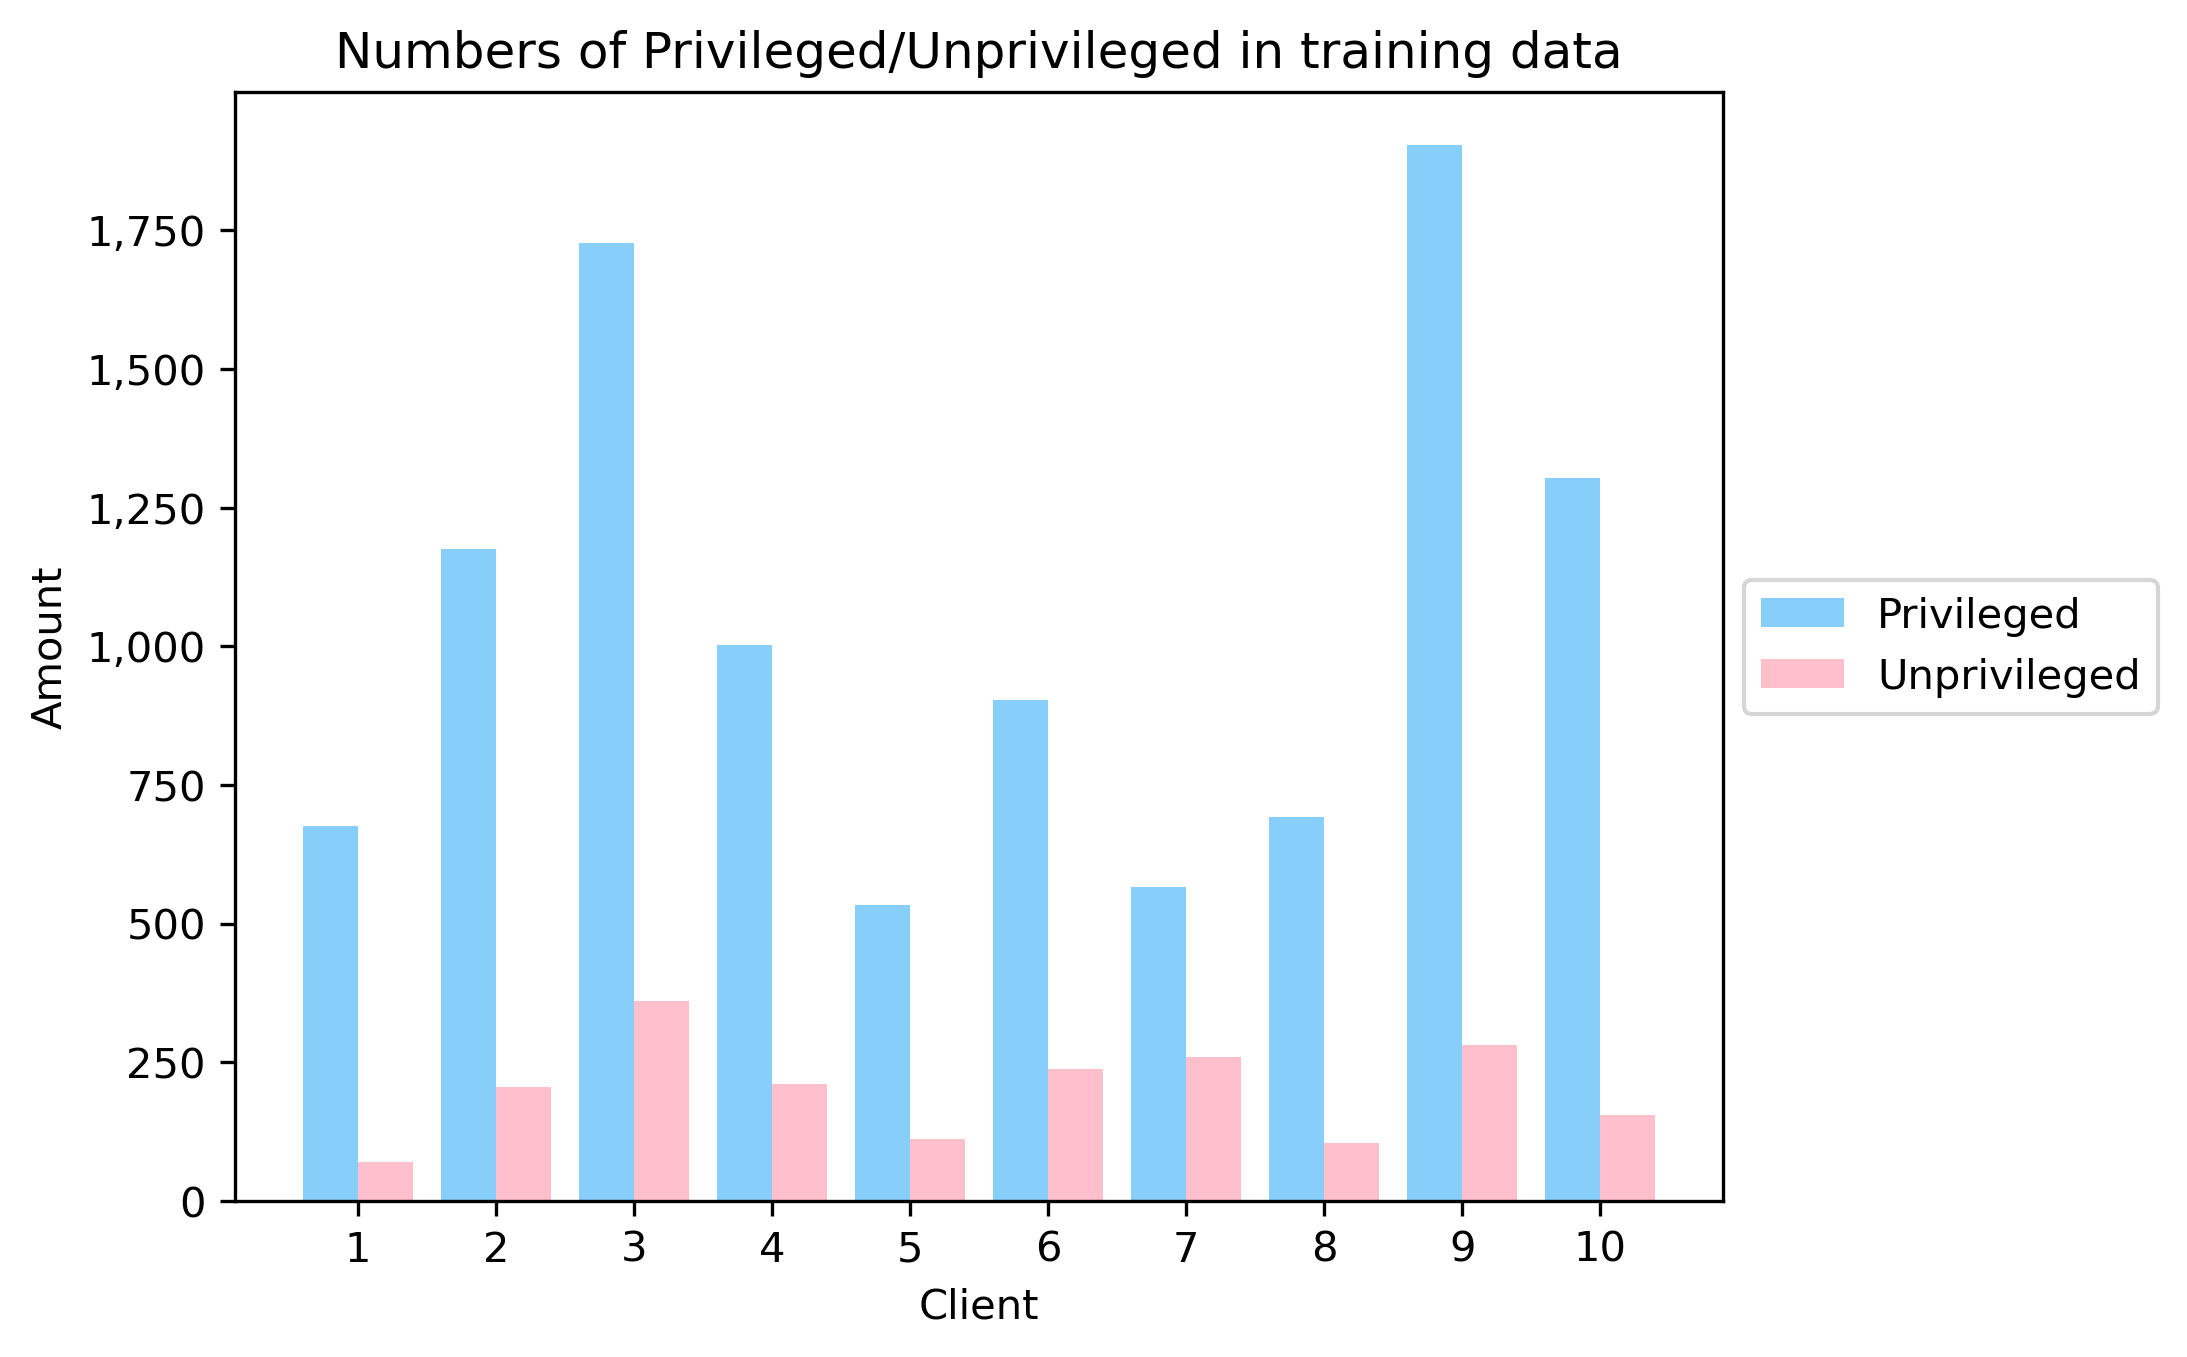 Numbers of Privileged/Unprivileged in training data
1,750
1,500
1,250
1,000
750
500
250
0
Amount
1 2 3 4 5 6 7 8 9 10
Client
Privileged
Unprivileged